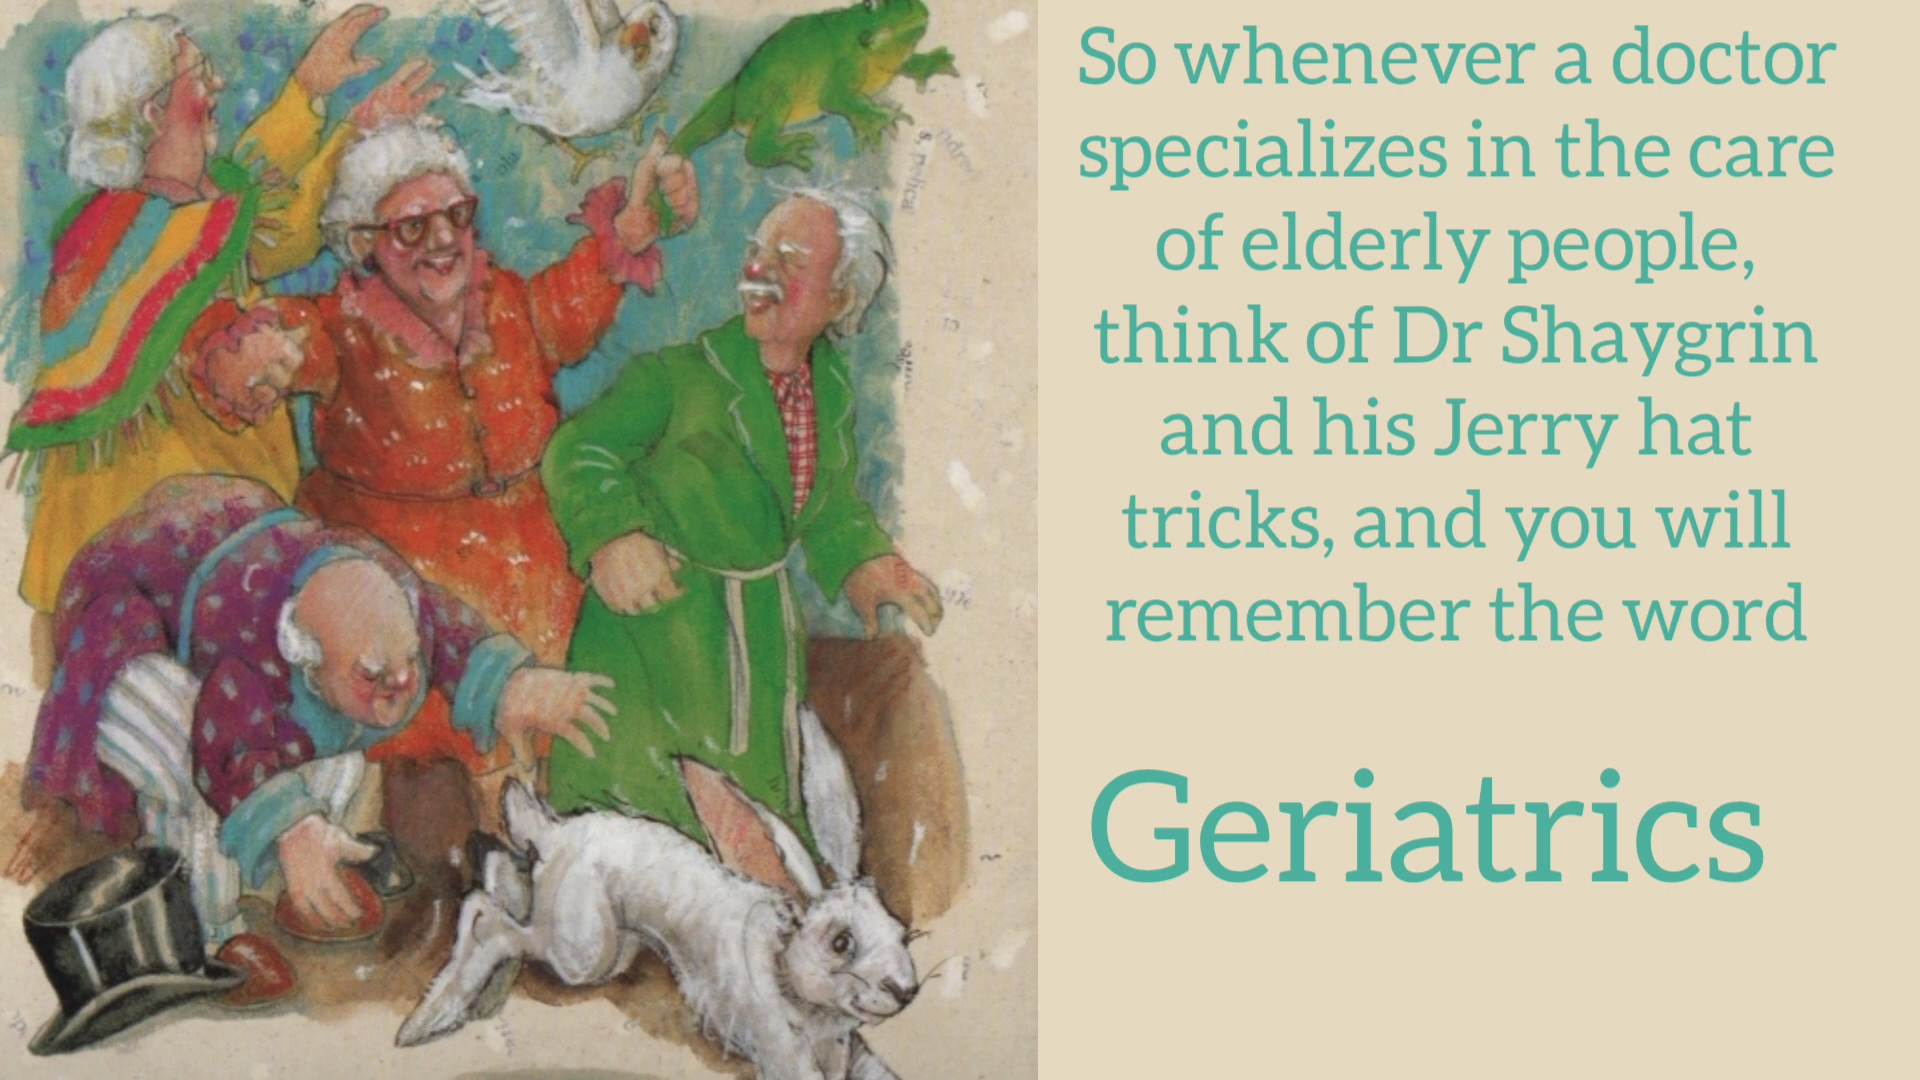 So whenever a doctor
specializes in the care
of elderly people,
think of Dr Shaygrin
and his Jerry hat
tricks, and you will
remember the word
Geriatrics